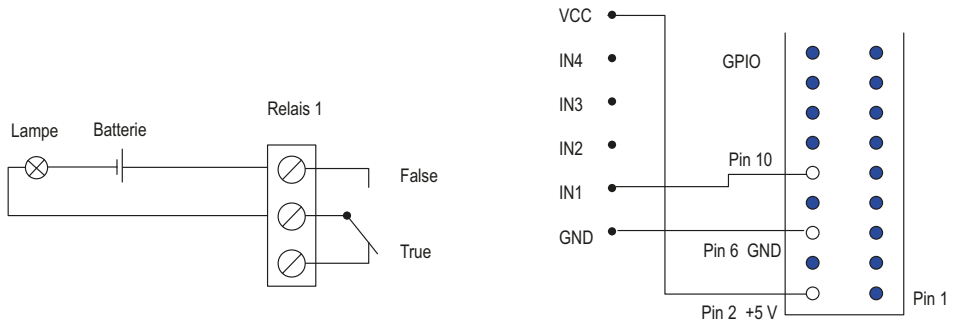 Relais 1
Lampe
Batterie
False
True
VCC
IN4
IN3
IN2
IN1
GND
GPIO
Pin 10
Pin 6 GND
Pin 2 +5 V
Pin 1